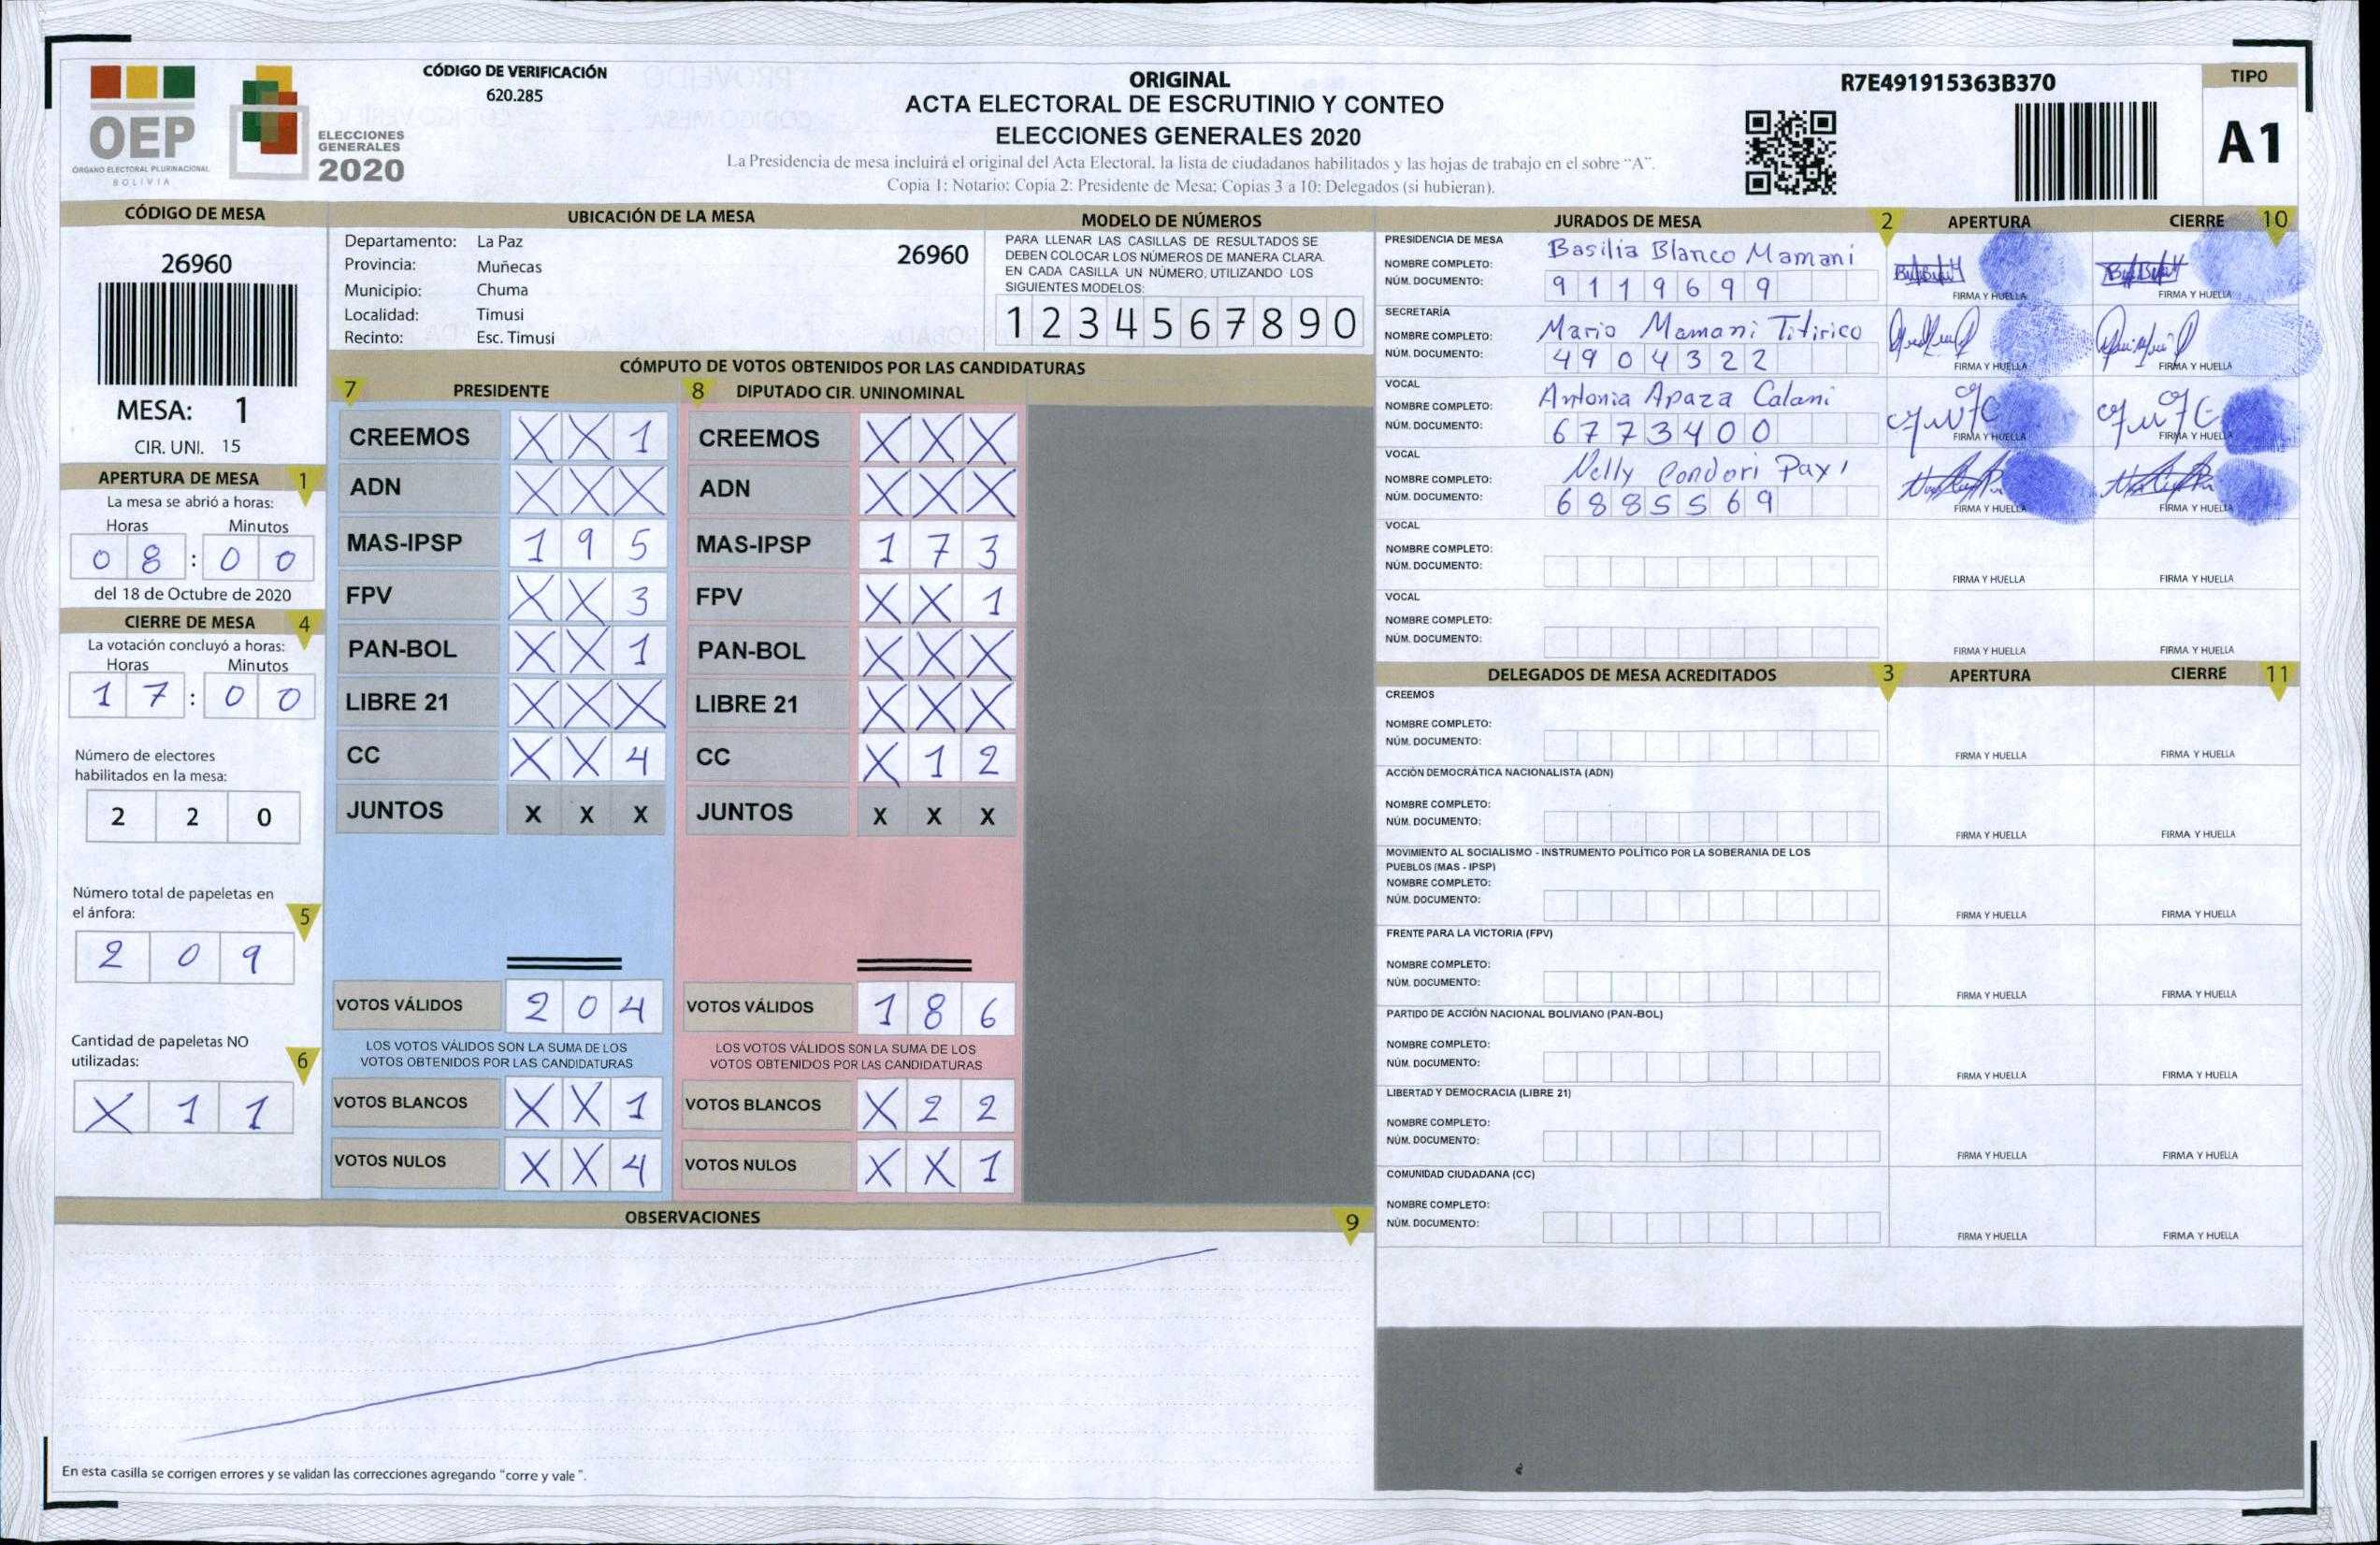 OEP
ÓRGANO ELECTORAL PLURINACIONAL
BOLIVIA
ELECCIONES
GENERALES
2020
CÓDIGO DE VERIFICACIÓN
620.285
ORIGINAL
ACTA ELECTORAL DE ESCRUTINIO Y CONTEO
ELECCIONES GENERALES 2020
La Presidencia de mesa incluirá el original del Acta Electoral, la lista de ciudadanos habilitados y las hojas de trabajo en el sobre "A".
Copia 1: Notario; Copia 2: Presidente de Mesa; Copias 3 a 10: Delegados (si hubieran).
R7E491915363B370
TIPO
A1
CÓDIGO DE MESA
26960
MESA: 1
CIR. UNI. 15
APERTURA DE MESA 1
La mesa se abrió a horas:
Horas Minutos
0 8 : 0 0
del 18 de Octubre de 2020
CIERRE DE MESA 4
La votación concluyó a horas:
Horas Minutos
1 7 : 0 0
Número de electores
habilitados en la mesa:
2 2 0
Número total de papeletas en
el ánfora: 5
2 0 9
Cantidad de papeletas NO
utilizadas: 6
X 1 1
UBICACIÓN DE LA MESA
Departamento: La Paz
26960
Provincia: Muñecas
Municipio: Chuma
Localidad: Timusi
Recinto: Esc. Timusi
MODELO DE NÚMEROS
PARA LLENAR LAS CASILLAS DE RESULTADOS SE
DEBEN COLOCAR LOS NÚMEROS DE MANERA CLARA.
EN CADA CASILLA UN NÚMERO, UTILIZANDO LOS
SIGUIENTES MODELOS:
1 2 3 4 5 6 7 8 9 0
CÓMPUTO DE VOTOS OBTENIDOS POR LAS CANDIDATURAS
7 PRESIDENTE
CREEMOS X X 1
ADN X X X
MAS-IPSP 1 9 5
FPV X X 3
PAN-BOL X X 1
LIBRE 21 X X X
CC X X 4
JUNTOS X X X
VOTOS VÁLIDOS 2 0 4
LOS VOTOS VÁLIDOS SON LA SUMA DE LOS
VOTOS OBTENIDOS POR LAS CANDIDATURAS
VOTOS BLANCOS X X 1
VOTOS NULOS X X 4
8 DIPUTADO CIR. UNINOMINAL
CREEMOS X X X
ADN X X X
MAS-IPSP 1 7 3
FPV X X 1
PAN-BOL X X X
LIBRE 21 X X X
CC X 1 2
JUNTOS X X X
VOTOS VÁLIDOS 1 8 6
LOS VOTOS VÁLIDOS SON LA SUMA DE LOS
VOTOS OBTENIDOS POR LAS CANDIDATURAS
VOTOS BLANCOS X 2 2
VOTOS NULOS X X 1
OBSERVACIONES 9
En esta casilla se corrigen errores y se validan las correcciones agregando "corre y vale".
JURADOS DE MESA 2 APERTURA CIERRE 10
PRESIDENCIA DE MESA
NOMBRE COMPLETO: Basilia Blanco Mamani
NÚM. DOCUMENTO: 9 1 1 9 6 9 9
FIRMA Y HUELLA FIRMA Y HUELLA
SECRETARÍA
NOMBRE COMPLETO: Mario Mamani Titirico
NÚM. DOCUMENTO: 4 9 0 4 3 2 2
FIRMA Y HUELLA FIRMA Y HUELLA
VOCAL
NOMBRE COMPLETO: Antonia Apaza Calani
NÚM. DOCUMENTO: 6 7 7 3 4 0 0
FIRMA Y HUELLA FIRMA Y HUELLA
VOCAL
NOMBRE COMPLETO: Nelly Condori Paxi
NÚM. DOCUMENTO: 6 8 8 5 5 6 9
FIRMA Y HUELLA FIRMA Y HUELLA
VOCAL
NOMBRE COMPLETO:
NÚM. DOCUMENTO:
FIRMA Y HUELLA FIRMA Y HUELLA
VOCAL
NOMBRE COMPLETO:
NÚM. DOCUMENTO:
FIRMA Y HUELLA FIRMA Y HUELLA
DELEGADOS DE MESA ACREDITADOS 3 APERTURA CIERRE 11
CREEMOS
NOMBRE COMPLETO:
NÚM. DOCUMENTO:
FIRMA Y HUELLA FIRMA Y HUELLA
ACCIÓN DEMOCRÁTICA NACIONALISTA (ADN)
NOMBRE COMPLETO:
NÚM. DOCUMENTO:
FIRMA Y HUELLA FIRMA Y HUELLA
MOVIMIENTO AL SOCIALISMO - INSTRUMENTO POLÍTICO POR LA SOBERANIA DE LOS
PUEBLOS (MAS - IPSP)
NOMBRE COMPLETO:
NÚM. DOCUMENTO:
FIRMA Y HUELLA FIRMA Y HUELLA
FRENTE PARA LA VICTORIA (FPV)
NOMBRE COMPLETO:
NÚM. DOCUMENTO:
FIRMA Y HUELLA FIRMA Y HUELLA
PARTIDO DE ACCIÓN NACIONAL BOLIVIANO (PAN-BOL)
NOMBRE COMPLETO:
NÚM. DOCUMENTO:
FIRMA Y HUELLA FIRMA Y HUELLA
LIBERTAD Y DEMOCRACIA (LIBRE 21)
NOMBRE COMPLETO:
NÚM. DOCUMENTO:
FIRMA Y HUELLA FIRMA Y HUELLA
COMUNIDAD CIUDADANA (CC)
NOMBRE COMPLETO:
NÚM. DOCUMENTO:
FIRMA Y HUELLA FIRMA Y HUELLA